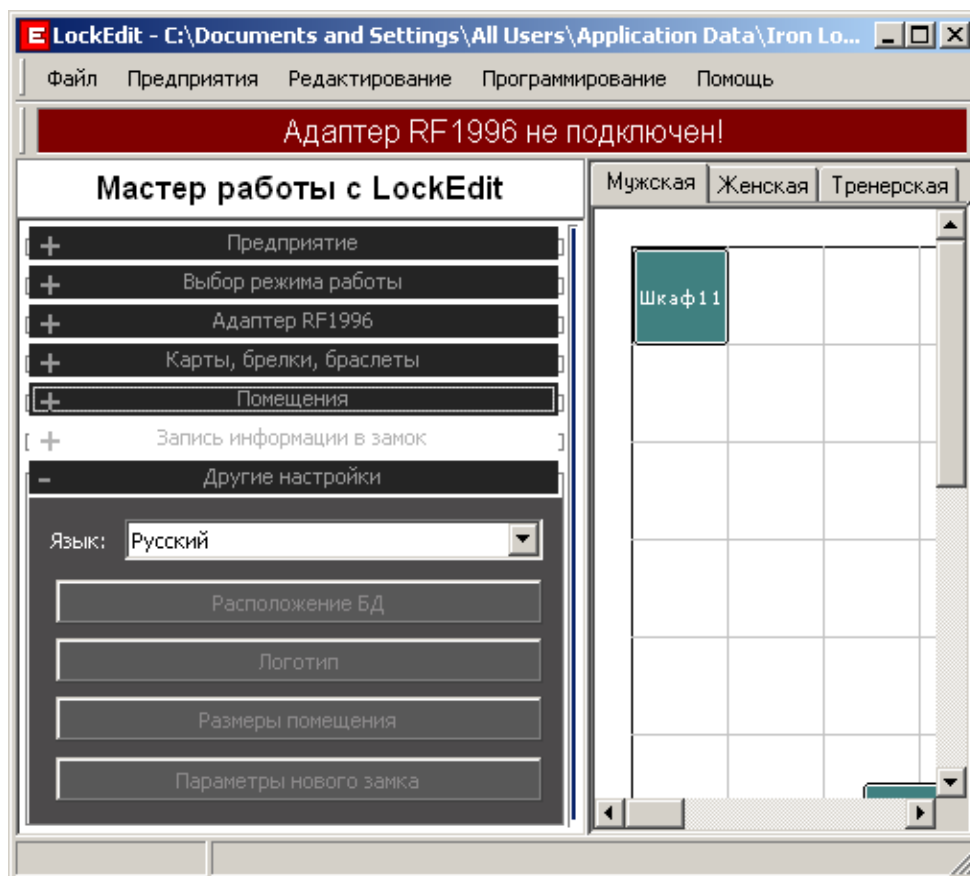 LockEdit - C:\Documents and Settings\All Users\Application Data\Iron Lo...
Файл Предприятия Редактирование Программирование Помощь
Адаптер RF1996 не подключен!
Мастер работы с LockEdit
Мужская Женская Тренерская
Предприятие
Выбор режима работы
Адаптер RF1996
Карты, брелки, браслеты
Помещения
Запись информации в замок
Другие настройки
Язык: Русский
Расположение БД
Логотип
Размеры помещения
Параметры нового замка
Шкаф11